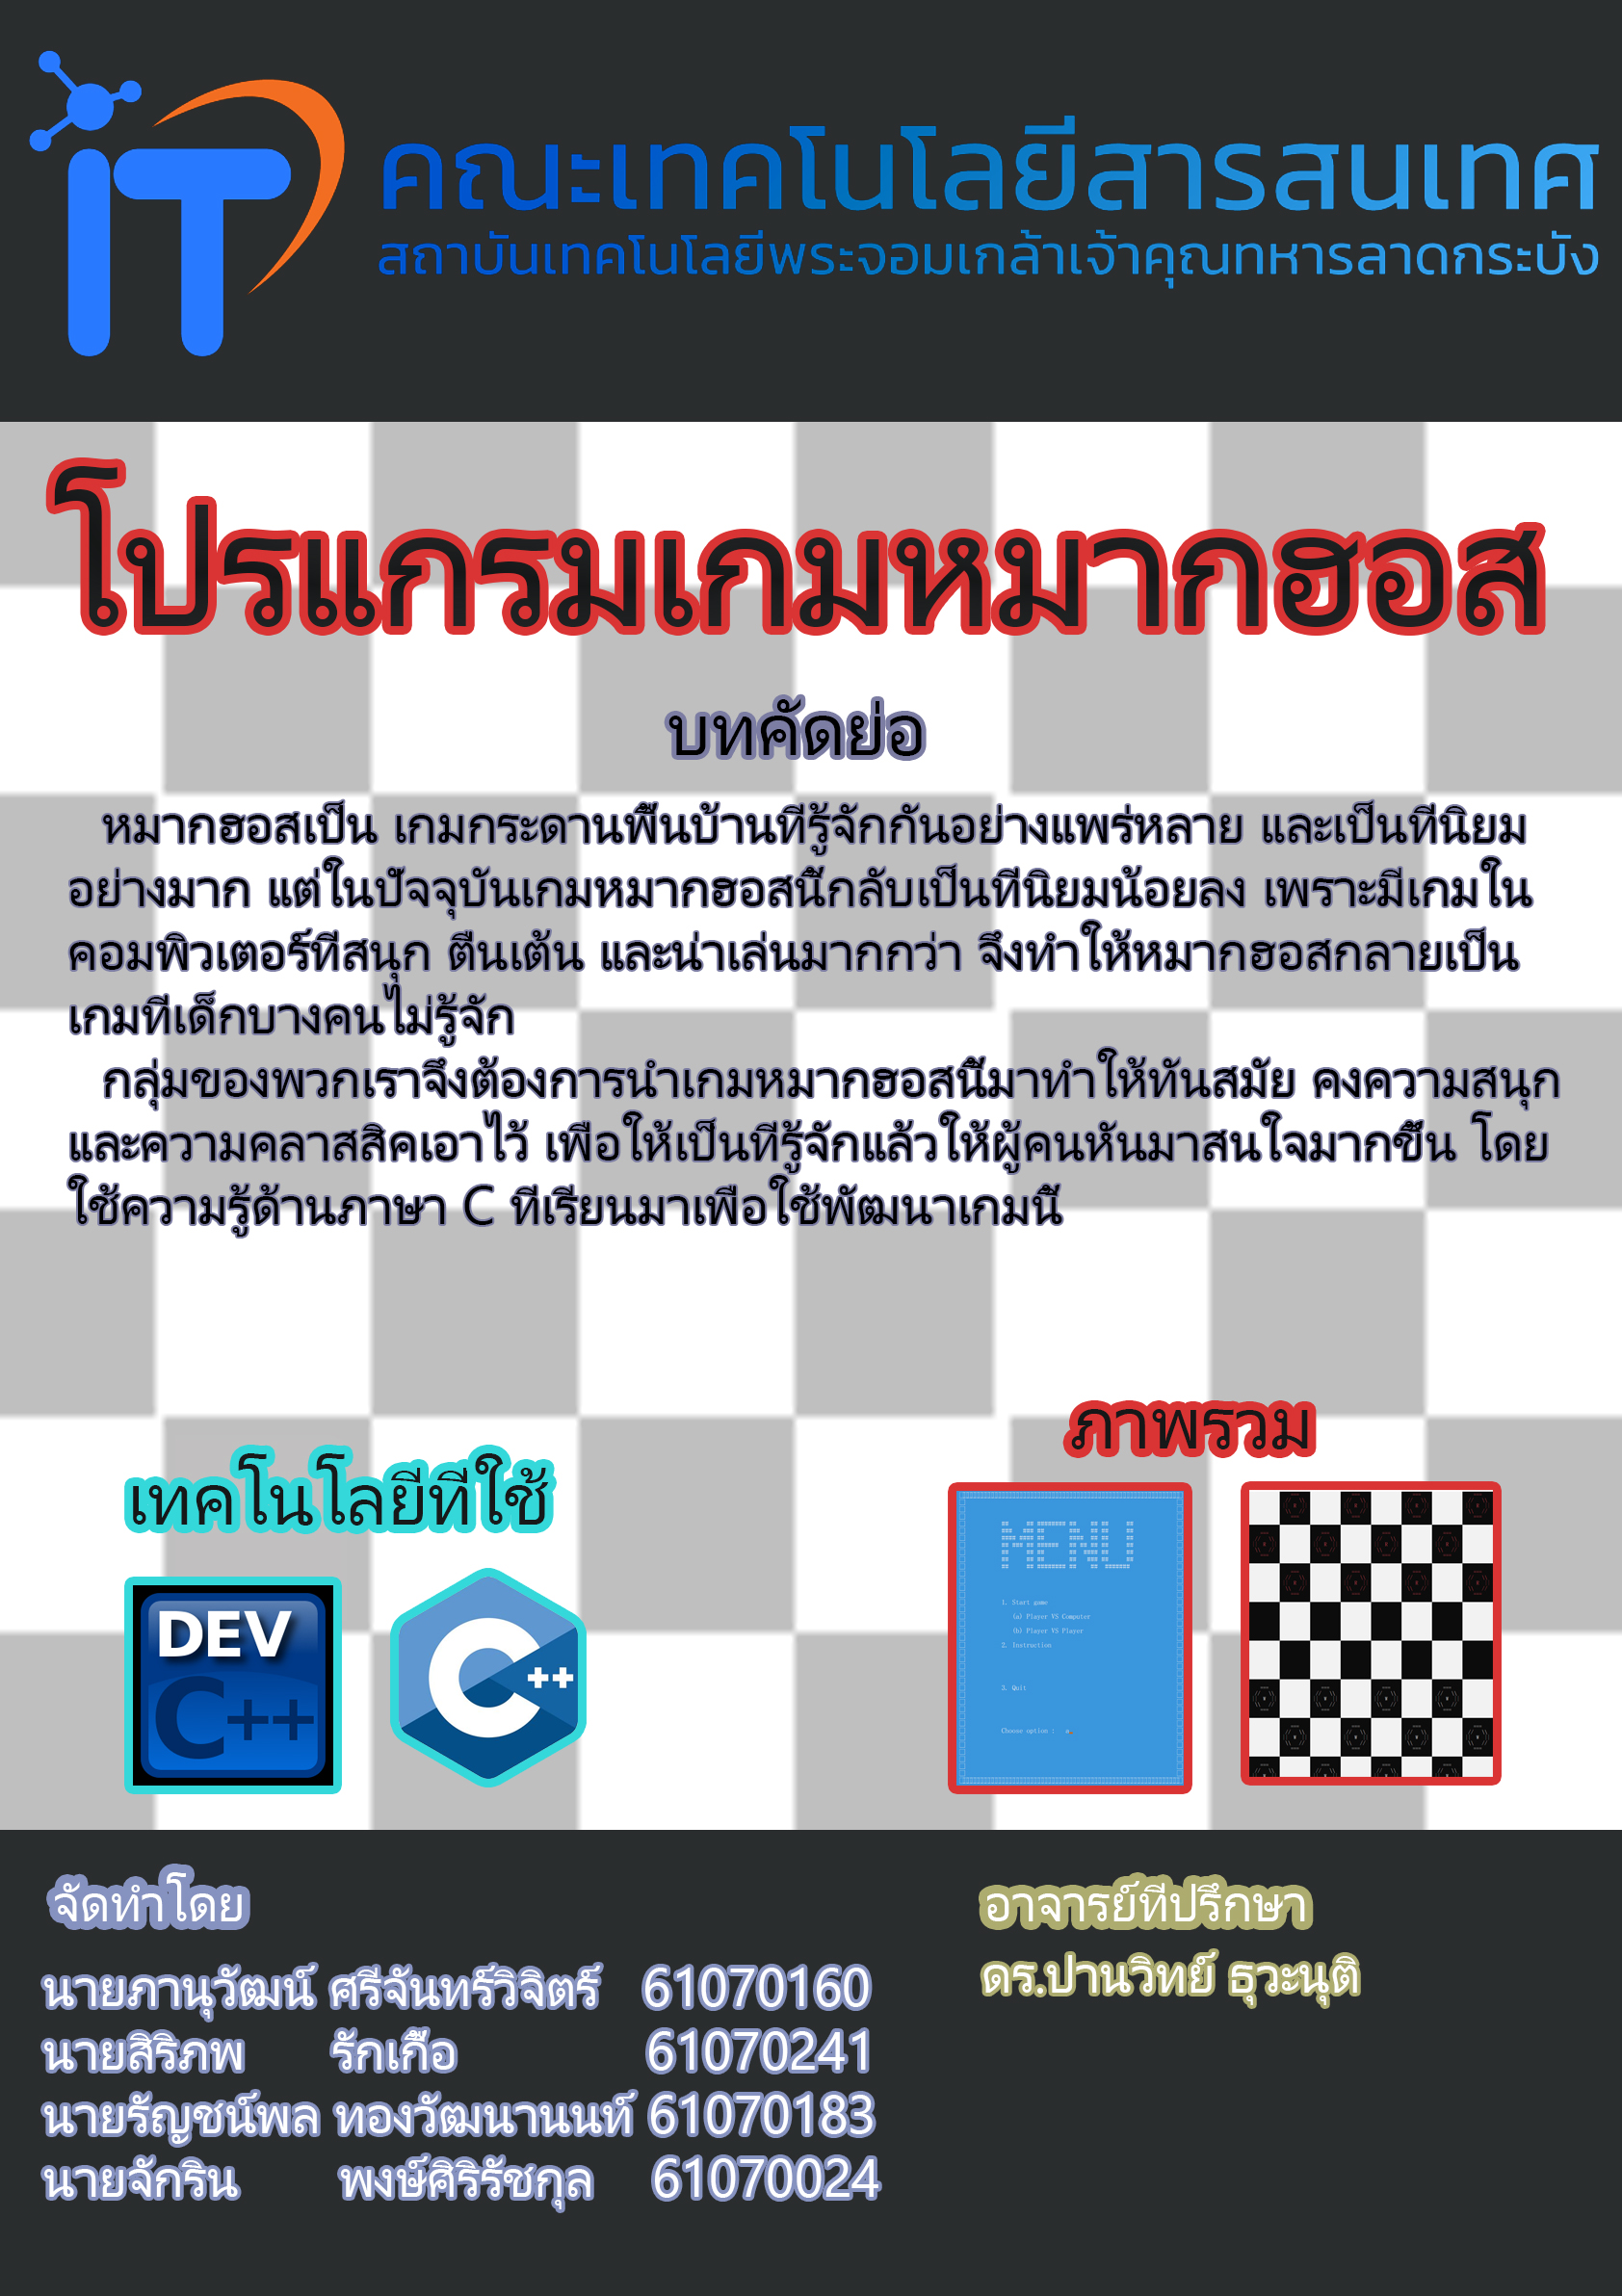 iT
คณะเทคโนโลยีสารสนเทศ
สถาบันเทคโนโลยีพระจอมเกล้าเจ้าคุณทหารลาดกระบัง
โปรแกรมเกมหมากฮอส
บทคัดย่อ
หมากฮอสเป็น เกมกระดานพื้นบ้านที่รู้จักกันอย่างแพร่หลาย และเป็นที่นิยม
อย่างมาก แต่ในปัจจุบันเกมหมากฮอสนี้กลับเป็นที่นิยมน้อยลง เพราะมีเกมใน
คอมพิวเตอร์ที่สนุก ตื่นเต้น และน่าเล่นมากกว่า จึงทำให้หมากฮอสกลายเป็น
เกมที่เด็กบางคนไม่รู้จัก
กลุ่มของพวกเราจึงต้องการนำเกมหมากฮอสนี้มาทำให้ทันสมัย คงความสนุก
และความคลาสสิคเอาไว้ เพื่อให้เป็นที่รู้จักแล้วให้ผู้คนหันมาสนใจมากขึ้น โดย
ใช้ความรู้ด้านภาษา C ที่เรียนมาเพื่อใช้พัฒนาเกมนี้
เทคโนโลยีที่ใช้
DEV
C++
C++
ภาพรวม
MENU
1. Start game
(a) Player VS Computer
(b) Player VS Player
2. Instruction
3. Quit
Choose option :
จัดทำโดย
นายภานุวัฒน์ ศรีจันทร์วิจิตร์ 61070160
นายสิริภพ รักเกื้อ 61070241
นายรัญชน์พล ทองวัฒนานนท์ 61070183
นายจักริน พงษ์ศิริรัชกุล 61070024
อาจารย์ที่ปรึกษา
ดร.ปานวิทย์ ธุวะนุติ